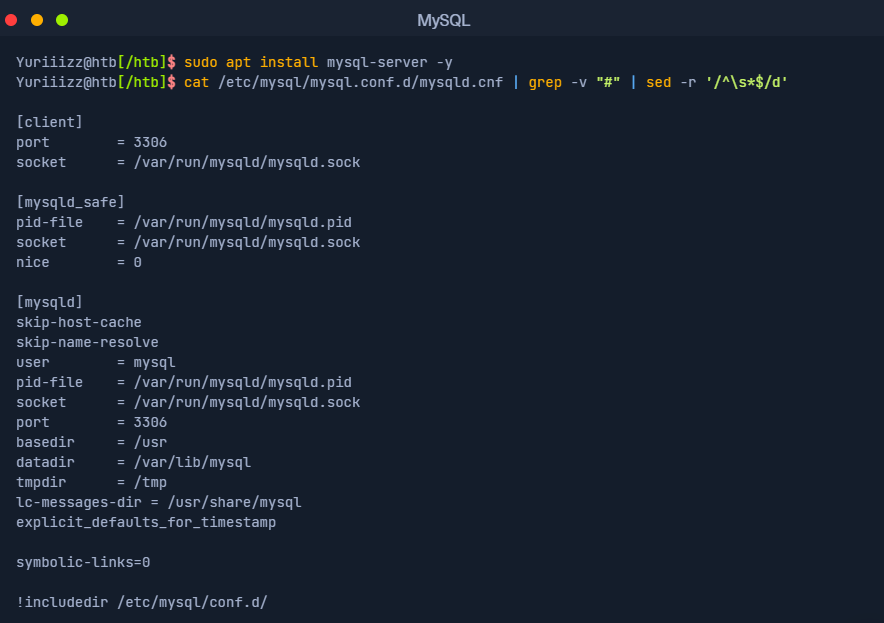 MySQL
Yuriiizz@htb[/htb]$ sudo apt install mysql-server -y
Yuriiizz@htb[/htb]$ cat /etc/mysql/mysql.conf.d/mysqld.cnf | grep -v "#" | sed -r '/^\s*$/d'
[client]
port        = 3306
socket      = /var/run/mysqld/mysqld.sock
[mysqld_safe]
pid-file    = /var/run/mysqld/mysqld.pid
socket      = /var/run/mysqld/mysqld.sock
nice        = 0
[mysqld]
skip-host-cache
skip-name-resolve
user        = mysql
pid-file    = /var/run/mysqld/mysqld.pid
socket      = /var/run/mysqld/mysqld.sock
port        = 3306
basedir     = /usr
datadir     = /var/lib/mysql
tmpdir      = /tmp
lc-messages-dir = /usr/share/mysql
explicit_defaults_for_timestamp
symbolic-links=0
!includedir /etc/mysql/conf.d/